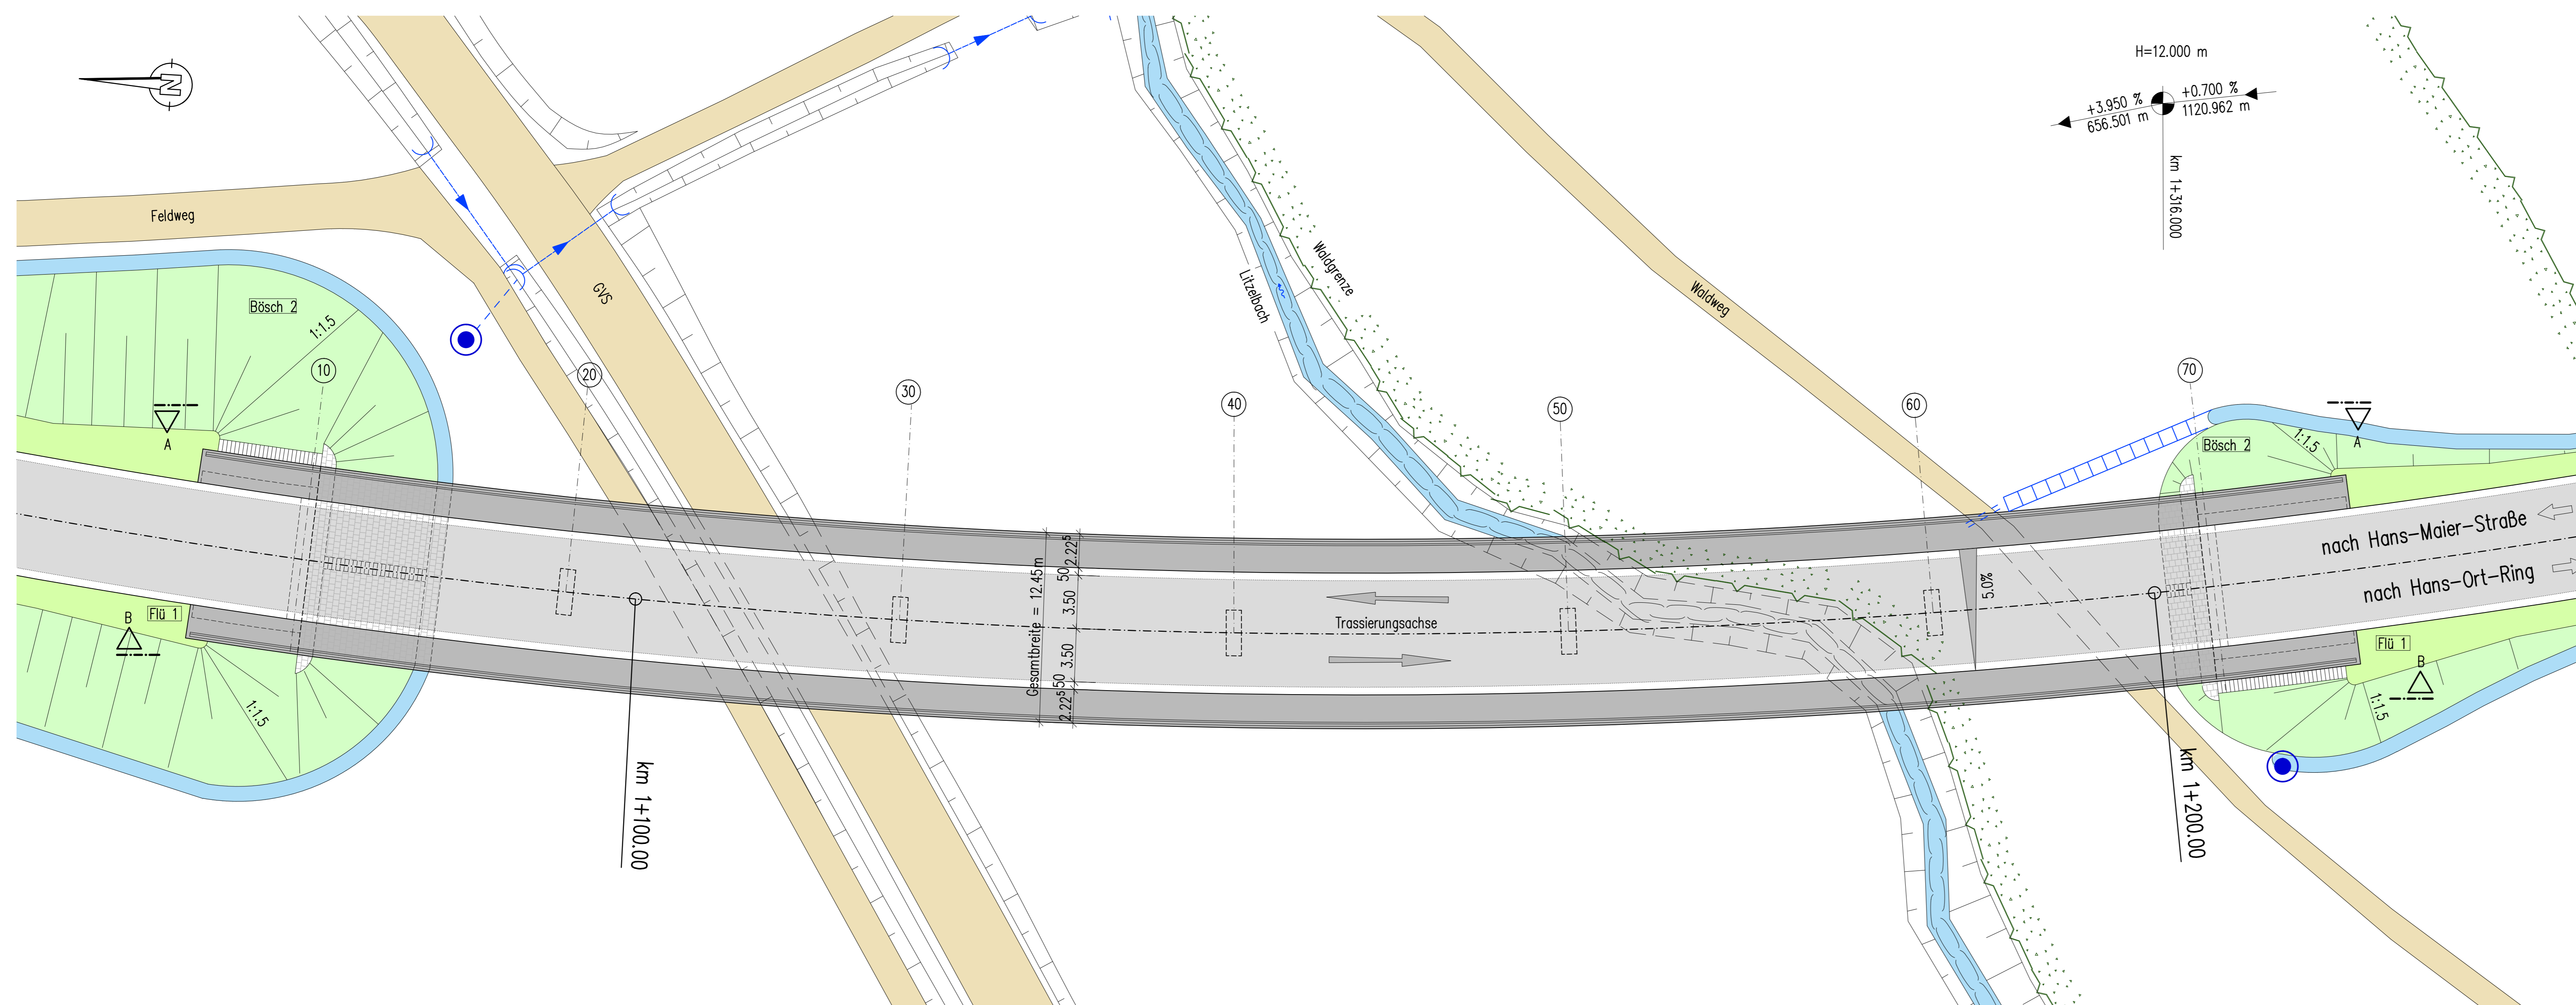 N
H=12.000 m
+3.950 %
656.501 m
+0.700 %
1120.962 m
km 1+316.000
Feldweg
GVS
Litzelbach
Waldgrenze
Waldweg
Bösch 2
1:1.5
10
20
30
40
50
60
70
A
A
Bösch 2
1:1.5
B
Flü 1
1:1.5
km 1+100.00
Gesamtbreite = 12.45m
2.22⁵ 50 3.50 3.50 50 2.22⁵
Trassierungsachse
5.0%
nach Hans-Maier-Straße
nach Hans-Ort-Ring
Flü 1
B
1:1.5
km 1+200.00